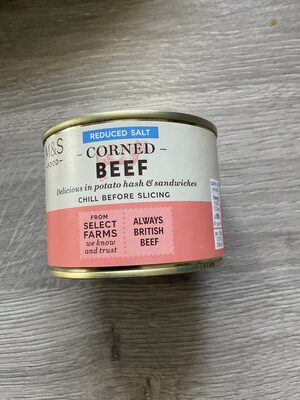 REDUCED SALT
M&S
FOOD
CORNED
BEEF
Delicious in potato hash & sandwiches
CHILL BEFORE SLICING
FROM
SELECT
FARMS
we know
and trust
ALWAYS
BRITISH
BEEF